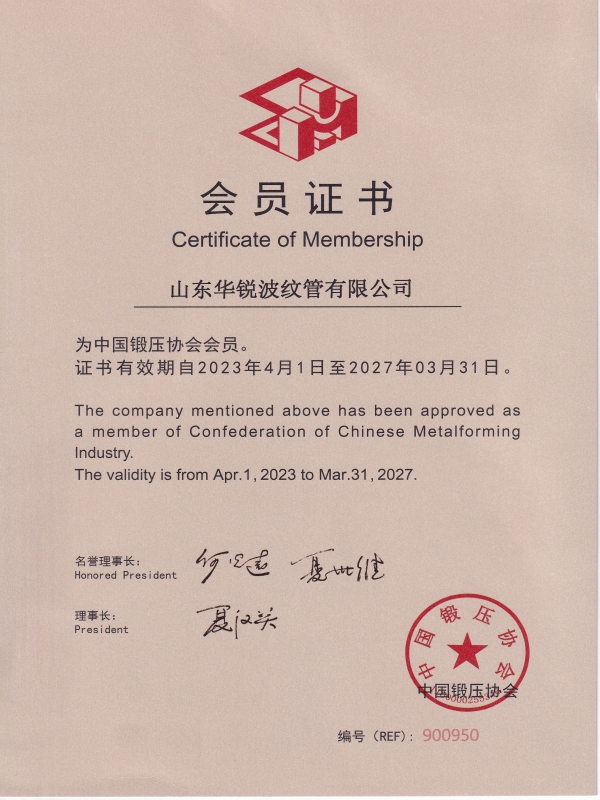 会员证书
Certificate of Membership
山东华锐波纹管有限公司
为中国锻压协会会员。
证书有效期自2023年4月1日至2027年03月31日。
The company mentioned above has been approved as
a member of Confederation of Chinese Metalforming
Industry.
The validity is from Apr.1, 2023 to Mar.31, 2027.
名誉理事长：
Honored President
理事长：
President
中国锻压协会
中国锻压协会
编号（REF）：900950